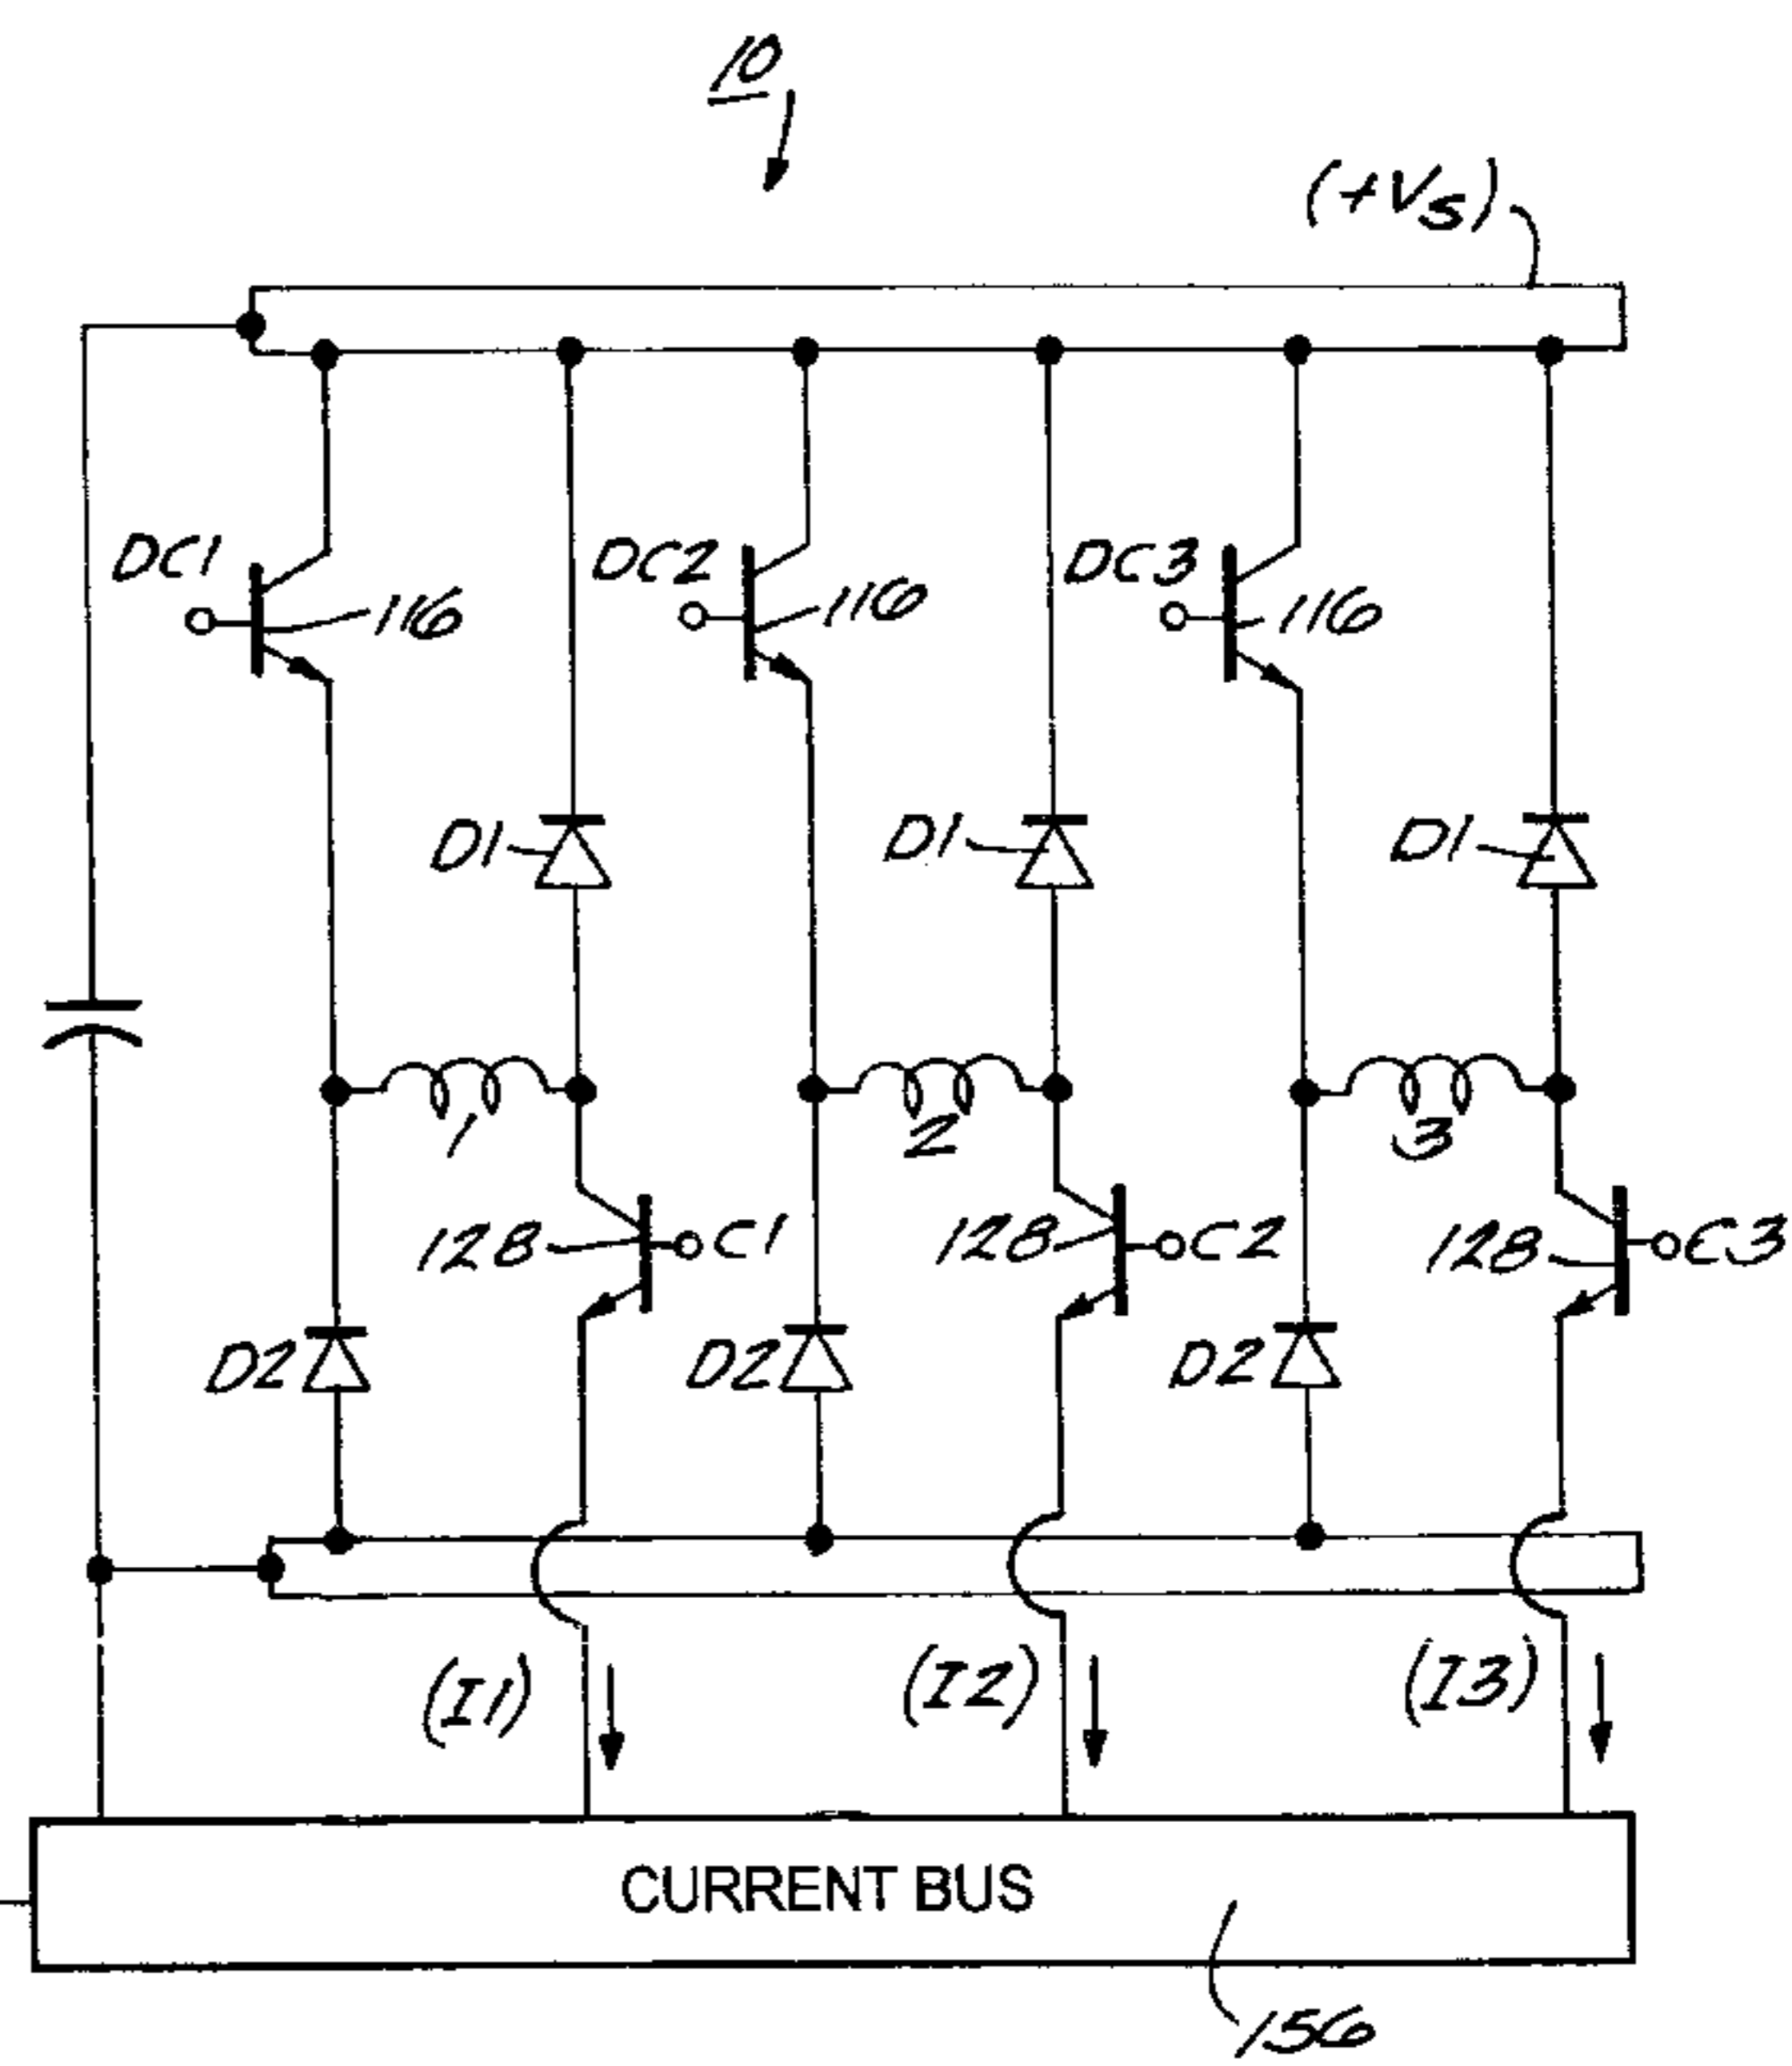 10
(+VS)
DC1
116
DC2
116
DC3
116
D1
D1
D1
1
2
3
128
C1
128
C2
128
C3
D2
D2
D2
(I1)
(I2)
(I3)
CURRENT BUS
156